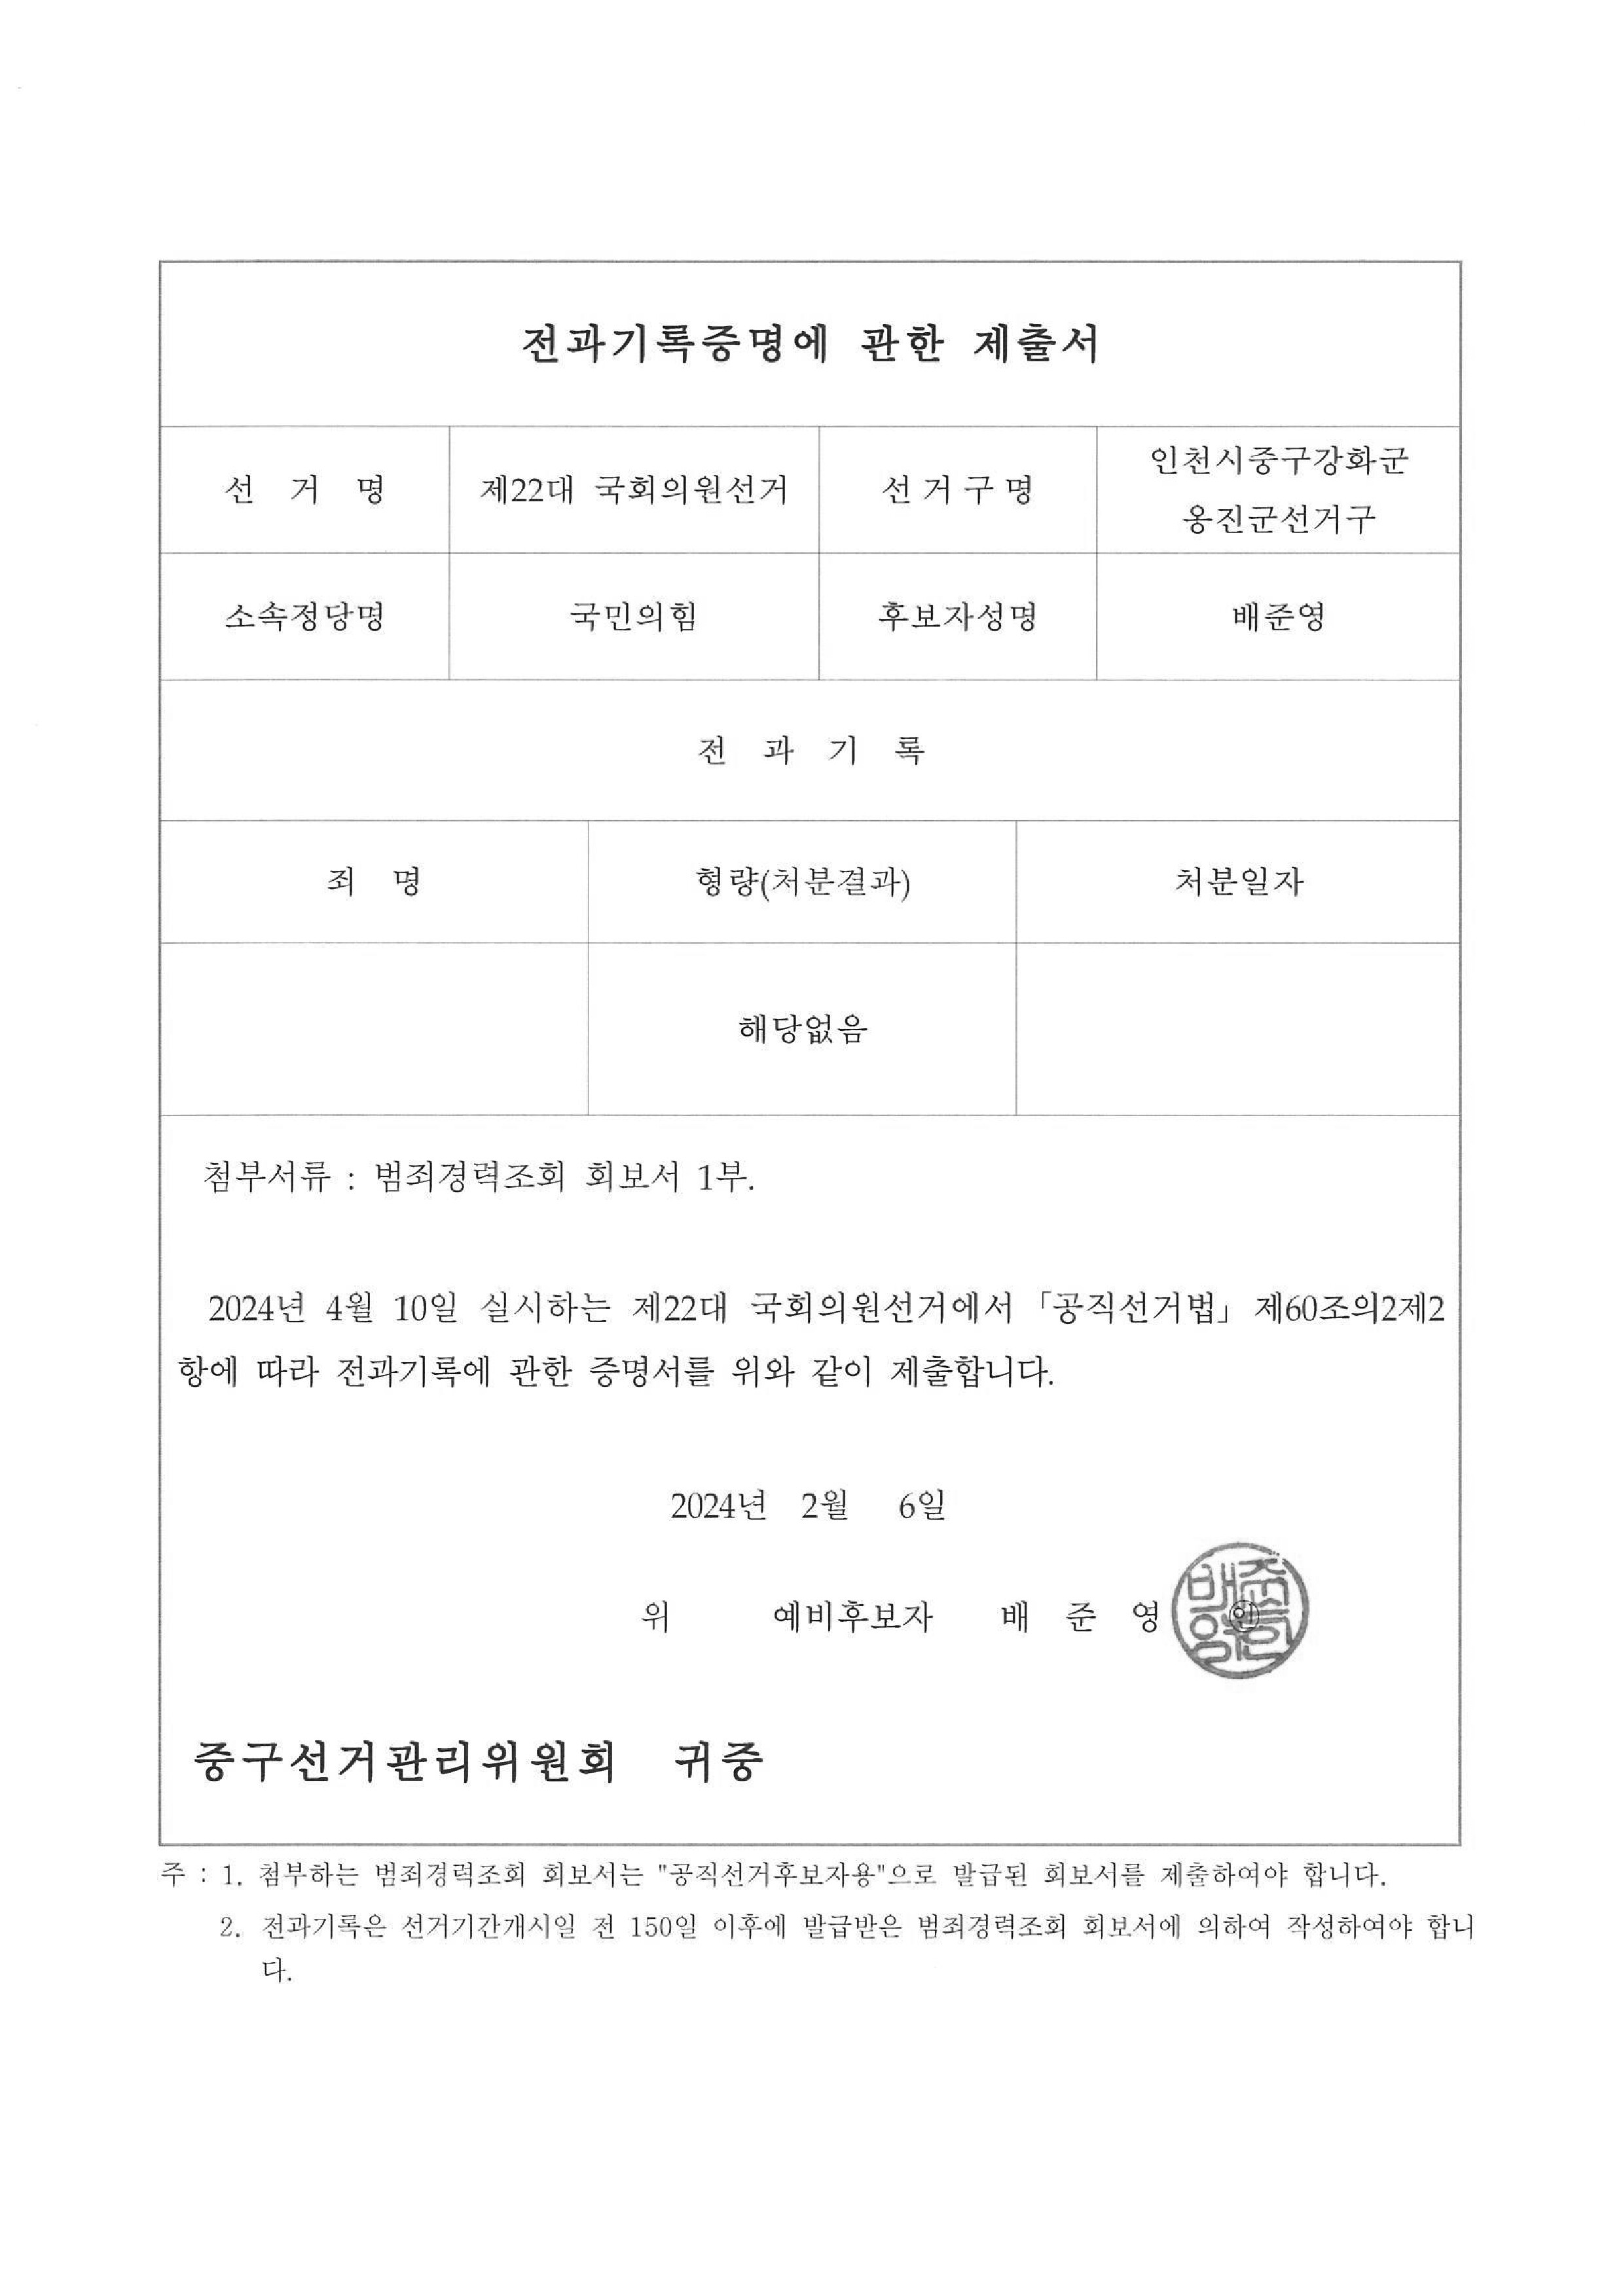 전과기록증명에 관한 제출서
선 거 명 제22대 국회의원선거 선거구명 인천시중구강화군
옹진군선거구
소속정당명 국민의힘 후보자성명 배준영
전 과 기 록
죄 명 형량(처분결과) 처분일자
해당없음
첨부서류 : 범죄경력조회 회보서 1부.
2024년 4월 10일 실시하는 제22대 국회의원선거에서 「공직선거법」 제60조의2제2
항에 따라 전과기록에 관한 증명서를 위와 같이 제출합니다.
2024년 2월 6일
위 예비후보자 배 준 영 인
중구선거관리위원회 귀중
주 : 1. 첨부하는 범죄경력조회 회보서는 "공직선거후보자용"으로 발급된 회보서를 제출하여야 합니다.
2. 전과기록은 선거기간개시일 전 150일 이후에 발급받은 범죄경력조회 회보서에 의하여 작성하여야 합니
다.